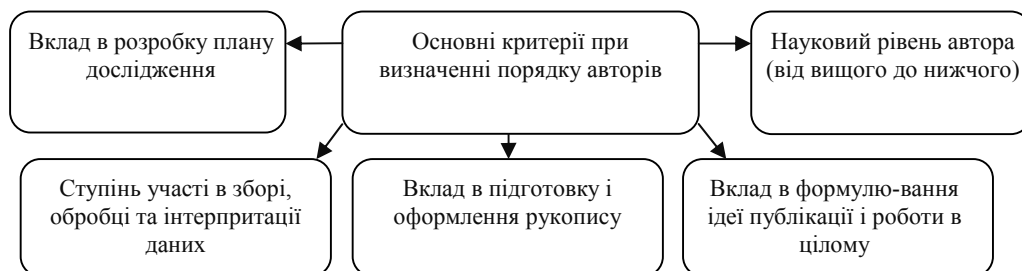 Вклад в розробку плану
дослідження
Основні критерії при
визначенні порядку авторів
Науковий рівень автора
(від вищого до нижчого)
Ступінь участі в зборі,
обробці та інтерпритації
даних
Вклад в підготовку і
оформлення рукопису
Вклад в формулю-вання
ідеї публікації і роботи в
цілому